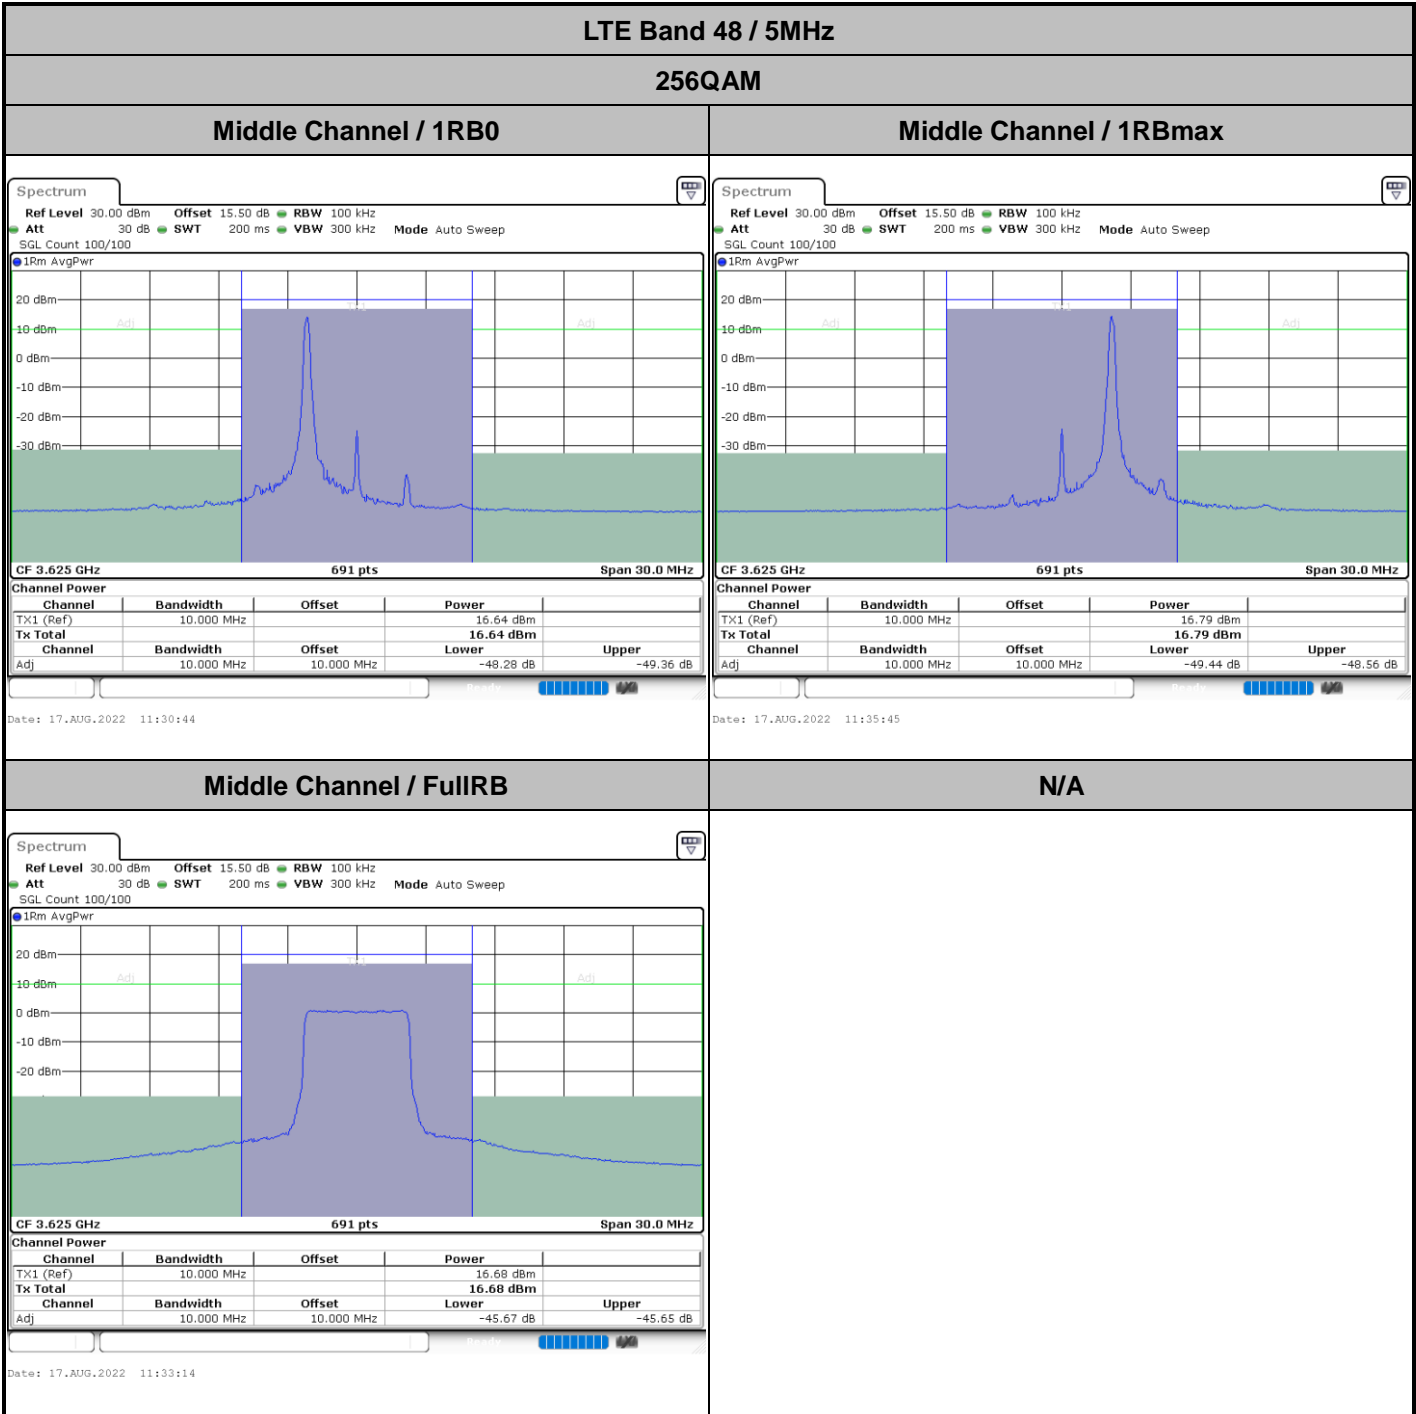 LTE Band 48 / 5MHz
256QAM
Middle Channel / 1RB0
Spectrum
Ref Level 30.00 dBm Offset 15.50 dB RBW 100 kHz
Att 30 dB SWT 200 ms VBW 300 kHz Mode Auto Sweep
SGL Count 100/100
1Rm AvgPwr
TX1
20 dBm
Adj Adj
10 dBm
0 dBm
-10 dBm
-20 dBm
-30 dBm
CF 3.625 GHz 691 pts Span 30.0 MHz
Channel Power
Channel Bandwidth Offset Power
TX1 (Ref) 10.000 MHz 16.64 dBm
Tx Total 16.64 dBm
Channel Bandwidth Offset Lower Upper
Adj 10.000 MHz 10.000 MHz -48.28 dB -49.36 dB
Ready
Date: 17.AUG.2022 11:30:44
Middle Channel / 1RBmax
Spectrum
Ref Level 30.00 dBm Offset 15.50 dB RBW 100 kHz
Att 30 dB SWT 200 ms VBW 300 kHz Mode Auto Sweep
SGL Count 100/100
1Rm AvgPwr
TX1
20 dBm
Adj Adj
10 dBm
0 dBm
-10 dBm
-20 dBm
-30 dBm
CF 3.625 GHz 691 pts Span 30.0 MHz
Channel Power
Channel Bandwidth Offset Power
TX1 (Ref) 10.000 MHz 16.79 dBm
Tx Total 16.79 dBm
Channel Bandwidth Offset Lower Upper
Adj 10.000 MHz 10.000 MHz -49.44 dB -48.56 dB
Ready
Date: 17.AUG.2022 11:35:45
Middle Channel / FullRB
Spectrum
Ref Level 30.00 dBm Offset 15.50 dB RBW 100 kHz
Att 30 dB SWT 200 ms VBW 300 kHz Mode Auto Sweep
SGL Count 100/100
1Rm AvgPwr
TX1
20 dBm
Adj Adj
10 dBm
0 dBm
-10 dBm
-20 dBm
CF 3.625 GHz 691 pts Span 30.0 MHz
Channel Power
Channel Bandwidth Offset Power
TX1 (Ref) 10.000 MHz 16.68 dBm
Tx Total 16.68 dBm
Channel Bandwidth Offset Lower Upper
Adj 10.000 MHz 10.000 MHz -45.67 dB -45.65 dB
Ready
Date: 17.AUG.2022 11:33:14
N/A